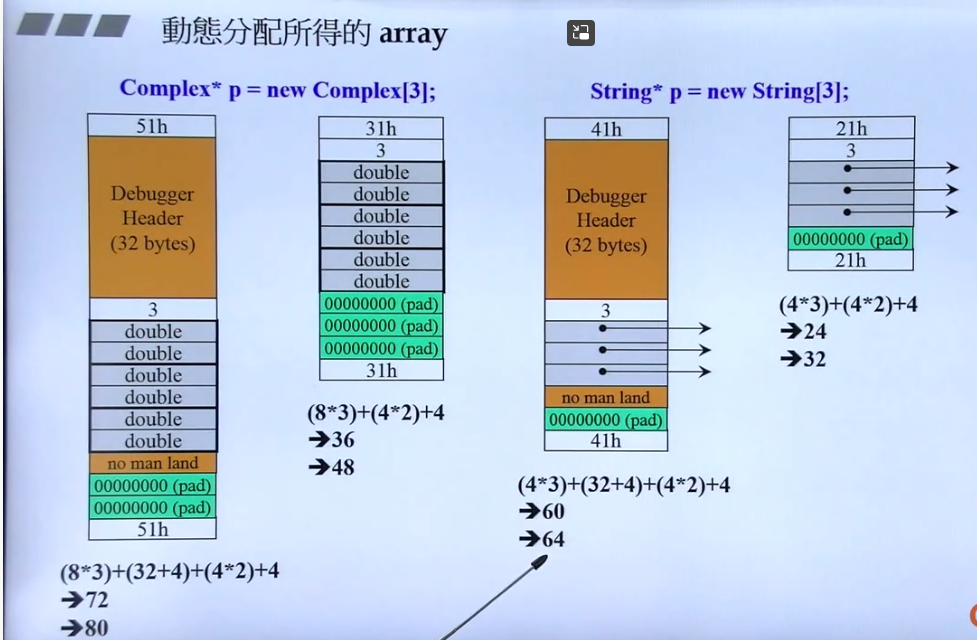 動態分配所得的 array
Complex* p = new Complex[3];
51h
Debugger
Header
(32 bytes)
3
double
double
double
double
double
double
no man land
00000000 (pad)
00000000 (pad)
51h
(8*3)+(32+4)+(4*2)+4
➔72
➔80
31h
3
double
double
double
double
double
double
00000000 (pad)
00000000 (pad)
00000000 (pad)
31h
(8*3)+(4*2)+4
➔36
➔48
String* p = new String[3];
41h
Debugger
Header
(32 bytes)
3
no man land
00000000 (pad)
41h
(4*3)+(32+4)+(4*2)+4
➔60
➔64
21h
3
00000000 (pad)
21h
(4*3)+(4*2)+4
➔24
➔32